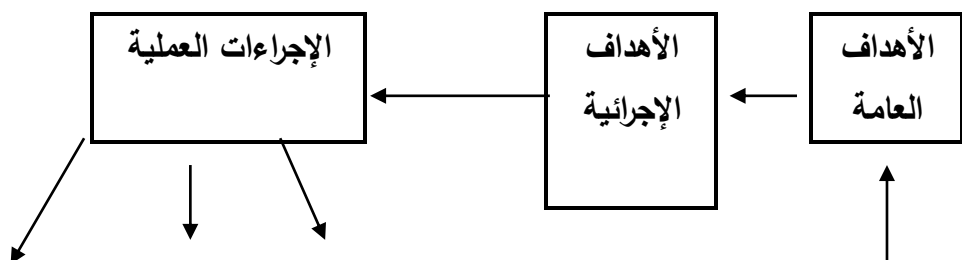 الأهداف
العامة
الأهداف
الإجرائية
الإجراءات العملية